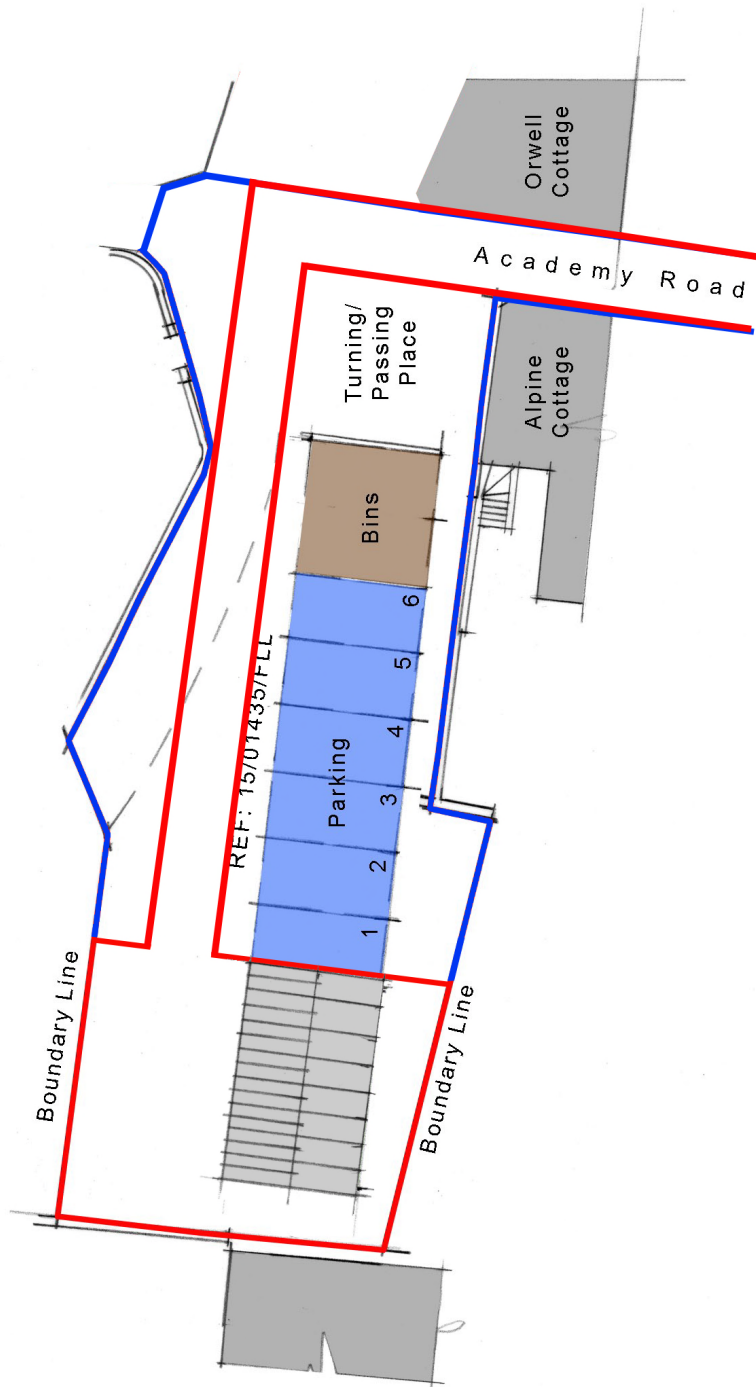 Orwell
Cottage
Academy Road
Turning/
Passing
Place
Alpine
Cottage
Bins
REF: 15/01435/FLL
Parking
1
2
3
4
5
6
Boundary Line
Boundary Line